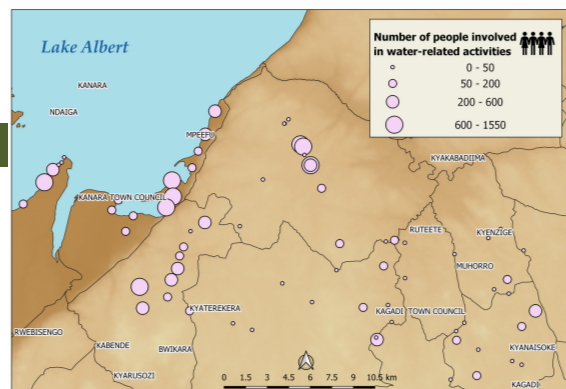 Lake Albert
Number of people involved
in water-related activities
0 - 50
50 - 200
200 - 600
600 - 1550
KANARA
NDAIGA
MPEEFU
KYAKABADIIMA
KANARA TOWN COUNCIL
RUTEETE
KYENZIGE
MUHORRO
KYATEREKERA
KAGADI TOWN COUNCIL
RWEBISENGO
KABENDE
BWIKARA
KYANAISOKE
KYARUSOZI
KAGADI
0 1.5 3 4.5 6 7.5 9 10.5 km